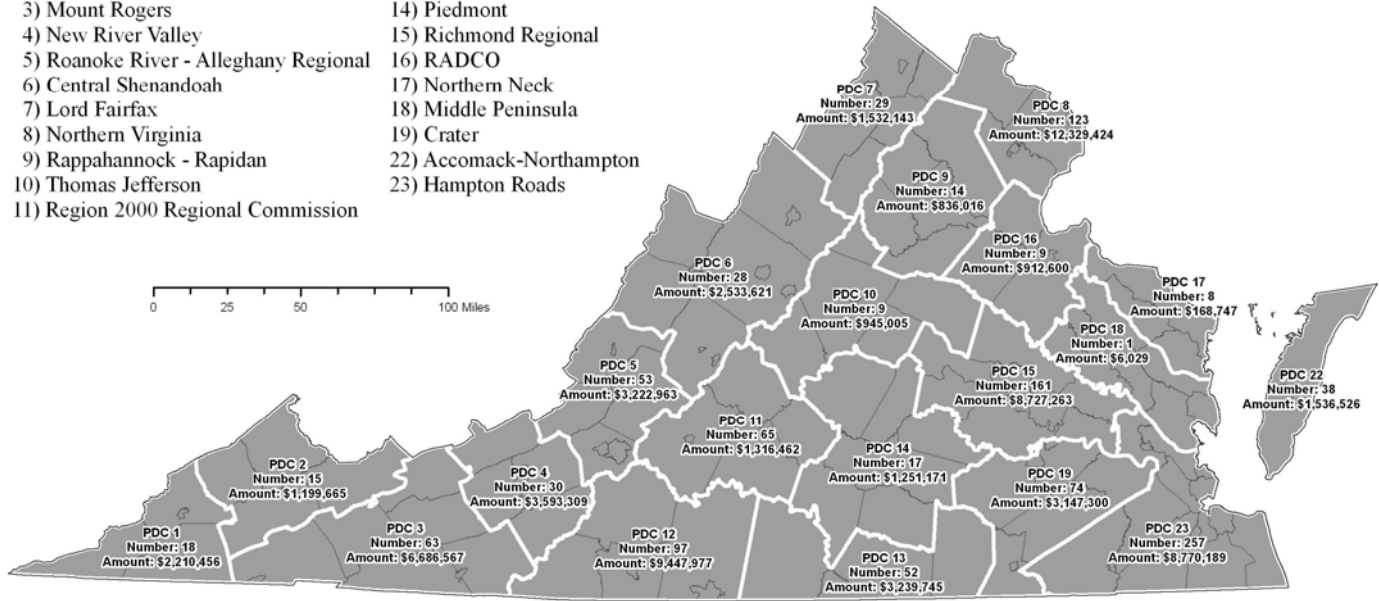 3) Mount Rogers
4) New River Valley
5) Roanoke River - Alleghany Regional
6) Central Shenandoah
7) Lord Fairfax
8) Northern Virginia
9) Rappahannock - Rapidan
10) Thomas Jefferson
11) Region 2000 Regional Commission
14) Piedmont
15) Richmond Regional
16) RADCO
17) Northern Neck
18) Middle Peninsula
19) Crater
22) Accomack-Northampton
23) Hampton Roads
0 25 50 100 Miles
PDC 7
Number: 29
Amount: $1,532,143
PDC 8
Number: 123
Amount: $12,329,424
PDC 9
Number: 14
Amount: $836,016
PDC 16
Number: 9
Amount: $912,600
PDC 6
Number: 28
Amount: $2,533,621
PDC 10
Number: 9
Amount: $945,005
PDC 17
Number: 8
Amount: $168,747
PDC 18
Number: 1
Amount: $6,029
PDC 5
Number: 53
Amount: $3,222,963
PDC 15
Number: 161
Amount: $8,727,263
PDC 22
Number: 38
Amount: $1,536,526
PDC 11
Number: 65
Amount: $1,316,462
PDC 14
Number: 17
Amount: $1,251,171
PDC 2
Number: 15
Amount: $1,199,665
PDC 4
Number: 30
Amount: $3,593,309
PDC 19
Number: 74
Amount: $3,147,300
PDC 1
Number: 18
Amount: $2,210,456
PDC 3
Number: 63
Amount: $6,686,567
PDC 12
Number: 97
Amount: $9,447,977
PDC 13
Number: 52
Amount: $3,239,745
PDC 23
Number: 257
Amount: $8,770,189